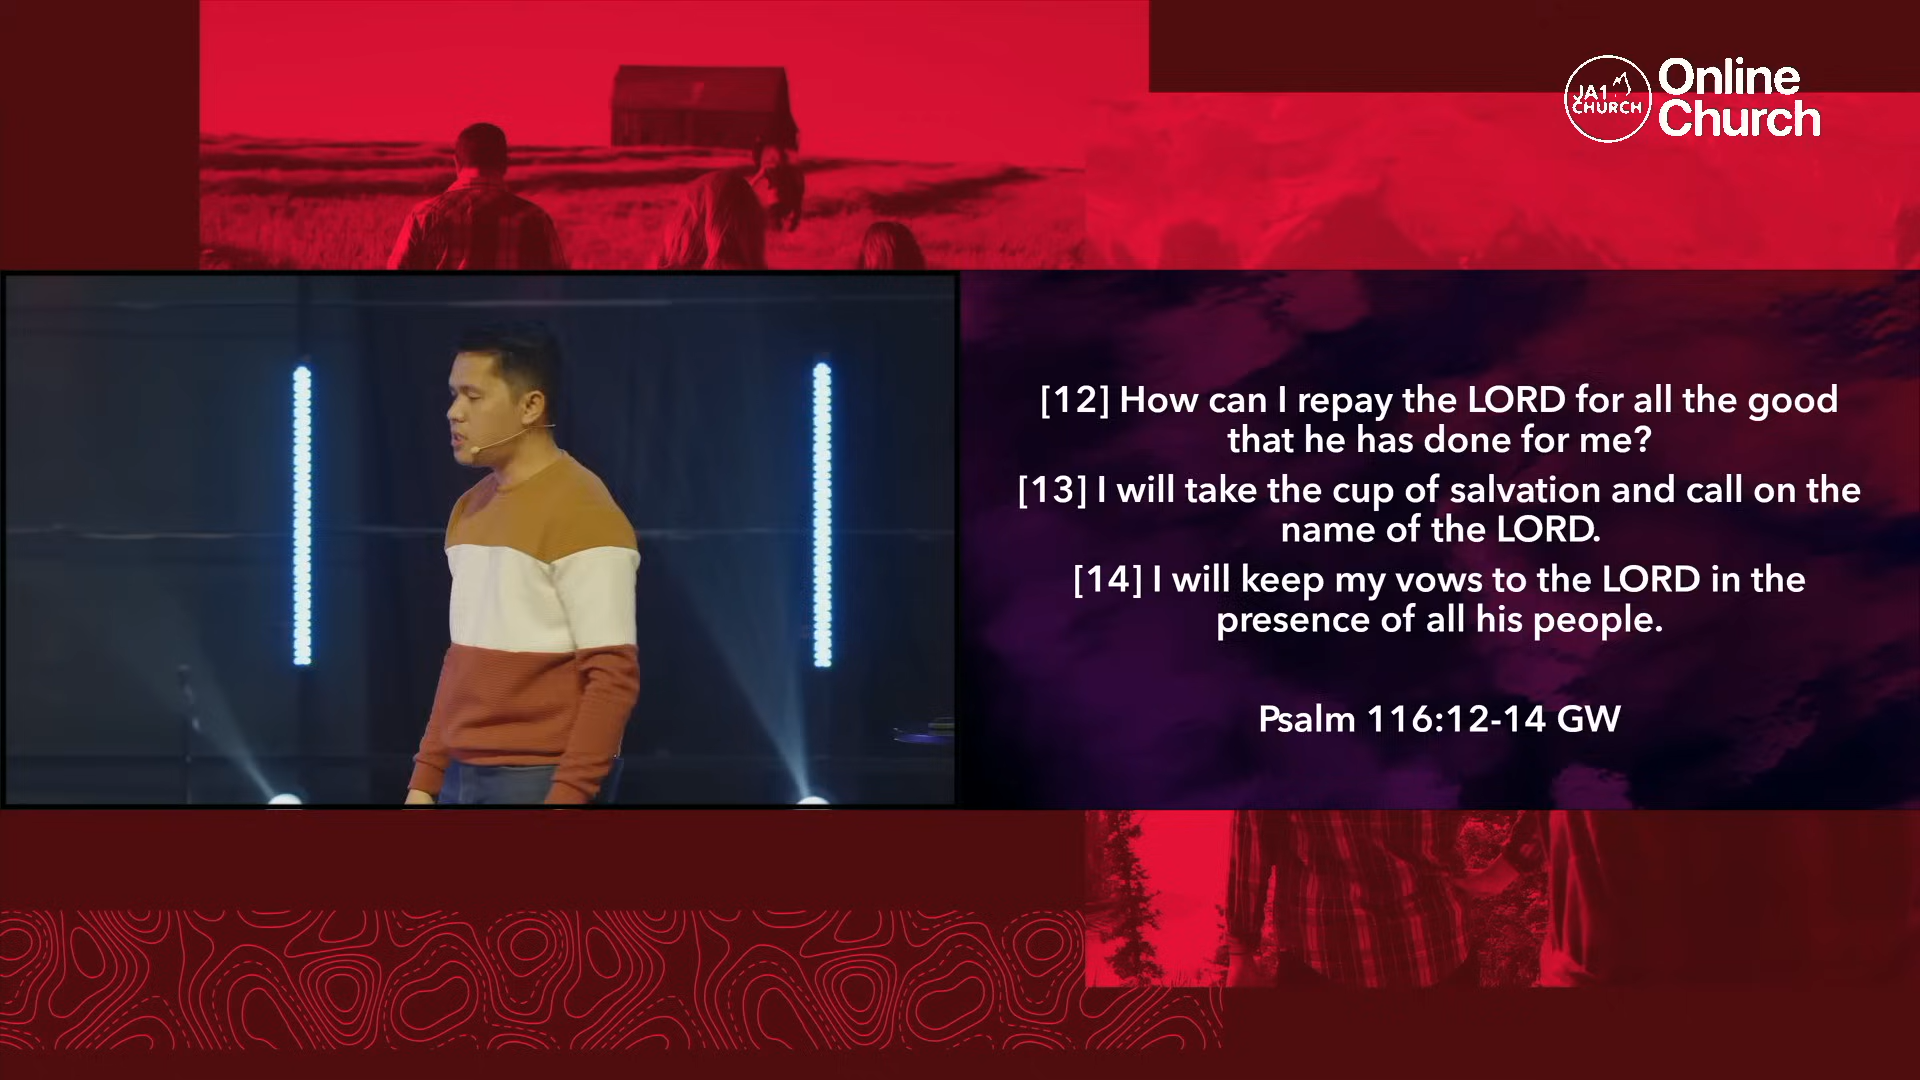 JA1
CHURCH
Online
Church
[12] How can I repay the LORD for all the good
that he has done for me?
[13] I will take the cup of salvation and call on the
name of the LORD.
[14] I will keep my vows to the LORD in the
presence of all his people.
Psalm 116:12-14 GW